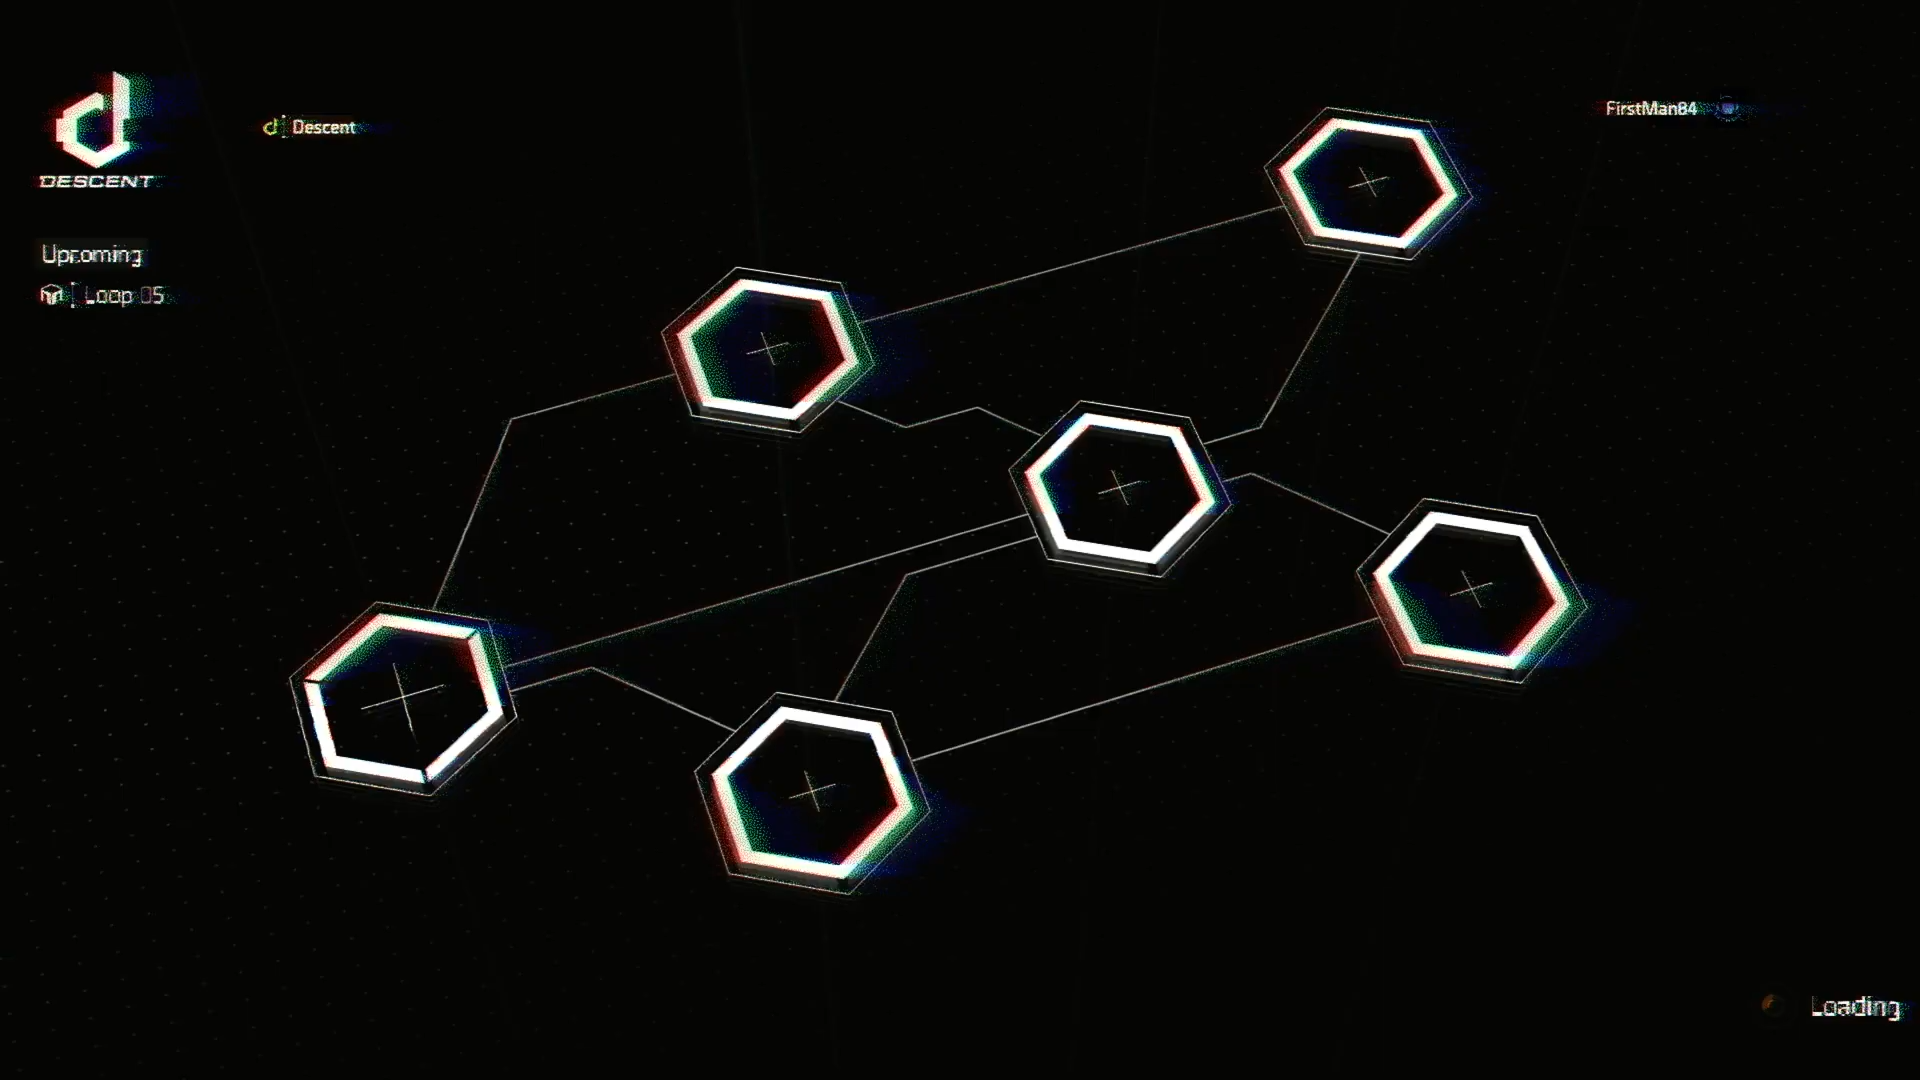 DESCENT
Descent
FirstMan84
Upcoming
Loop 05
Loading